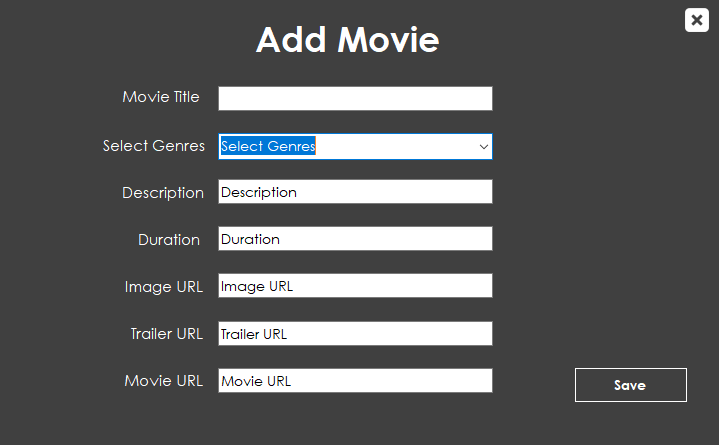 Add Movie
Movie Title
Select Genres Select Genres
Description Description
Duration Duration
Image URL Image URL
Trailer URL Trailer URL
Movie URL Movie URL
Save